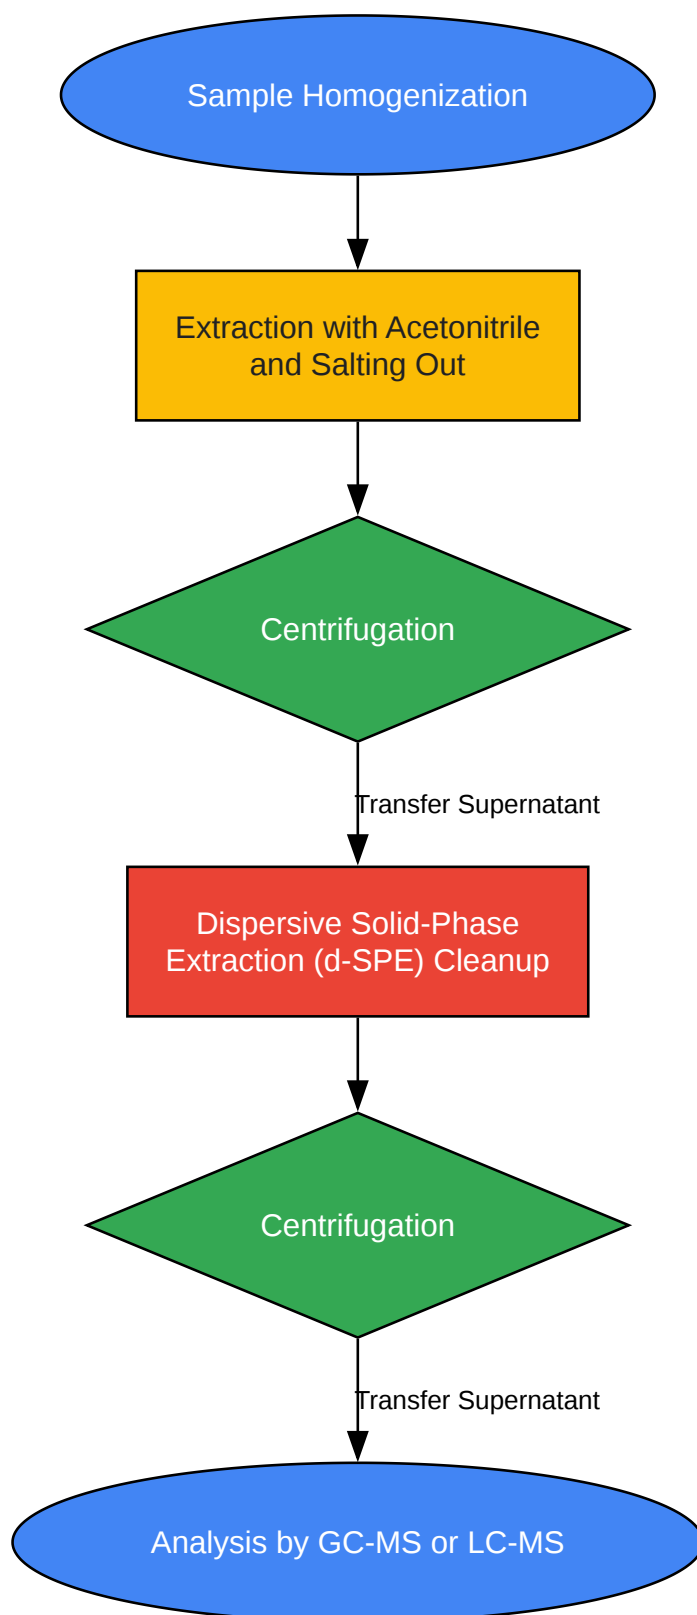 Sample Homogenization
Extraction with Acetonitrile
and Salting Out
Centrifugation
Transfer Supernatant
Dispersive Solid-Phase
Extraction (d-SPE) Cleanup
Centrifugation
Transfer Supernatant
Analysis by GC-MS or LC-MS